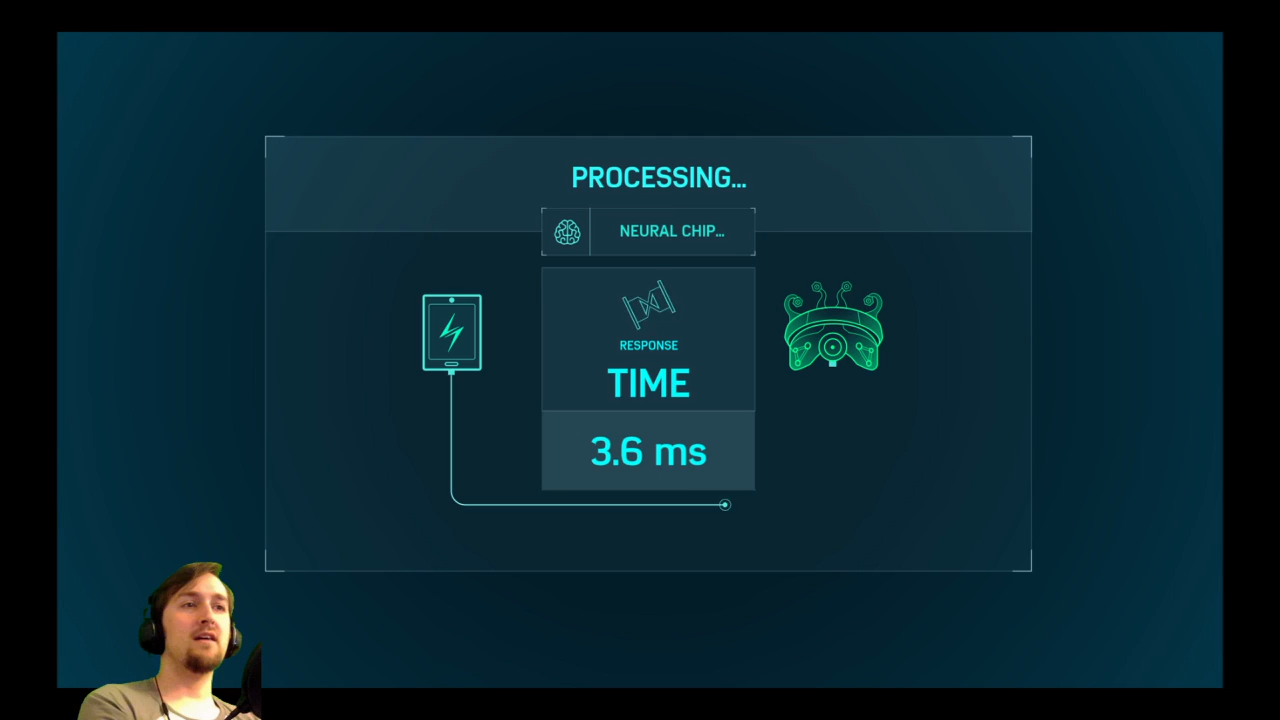 PROCESSING...
NEURAL CHIP...
RESPONSE
TIME
3.6 ms